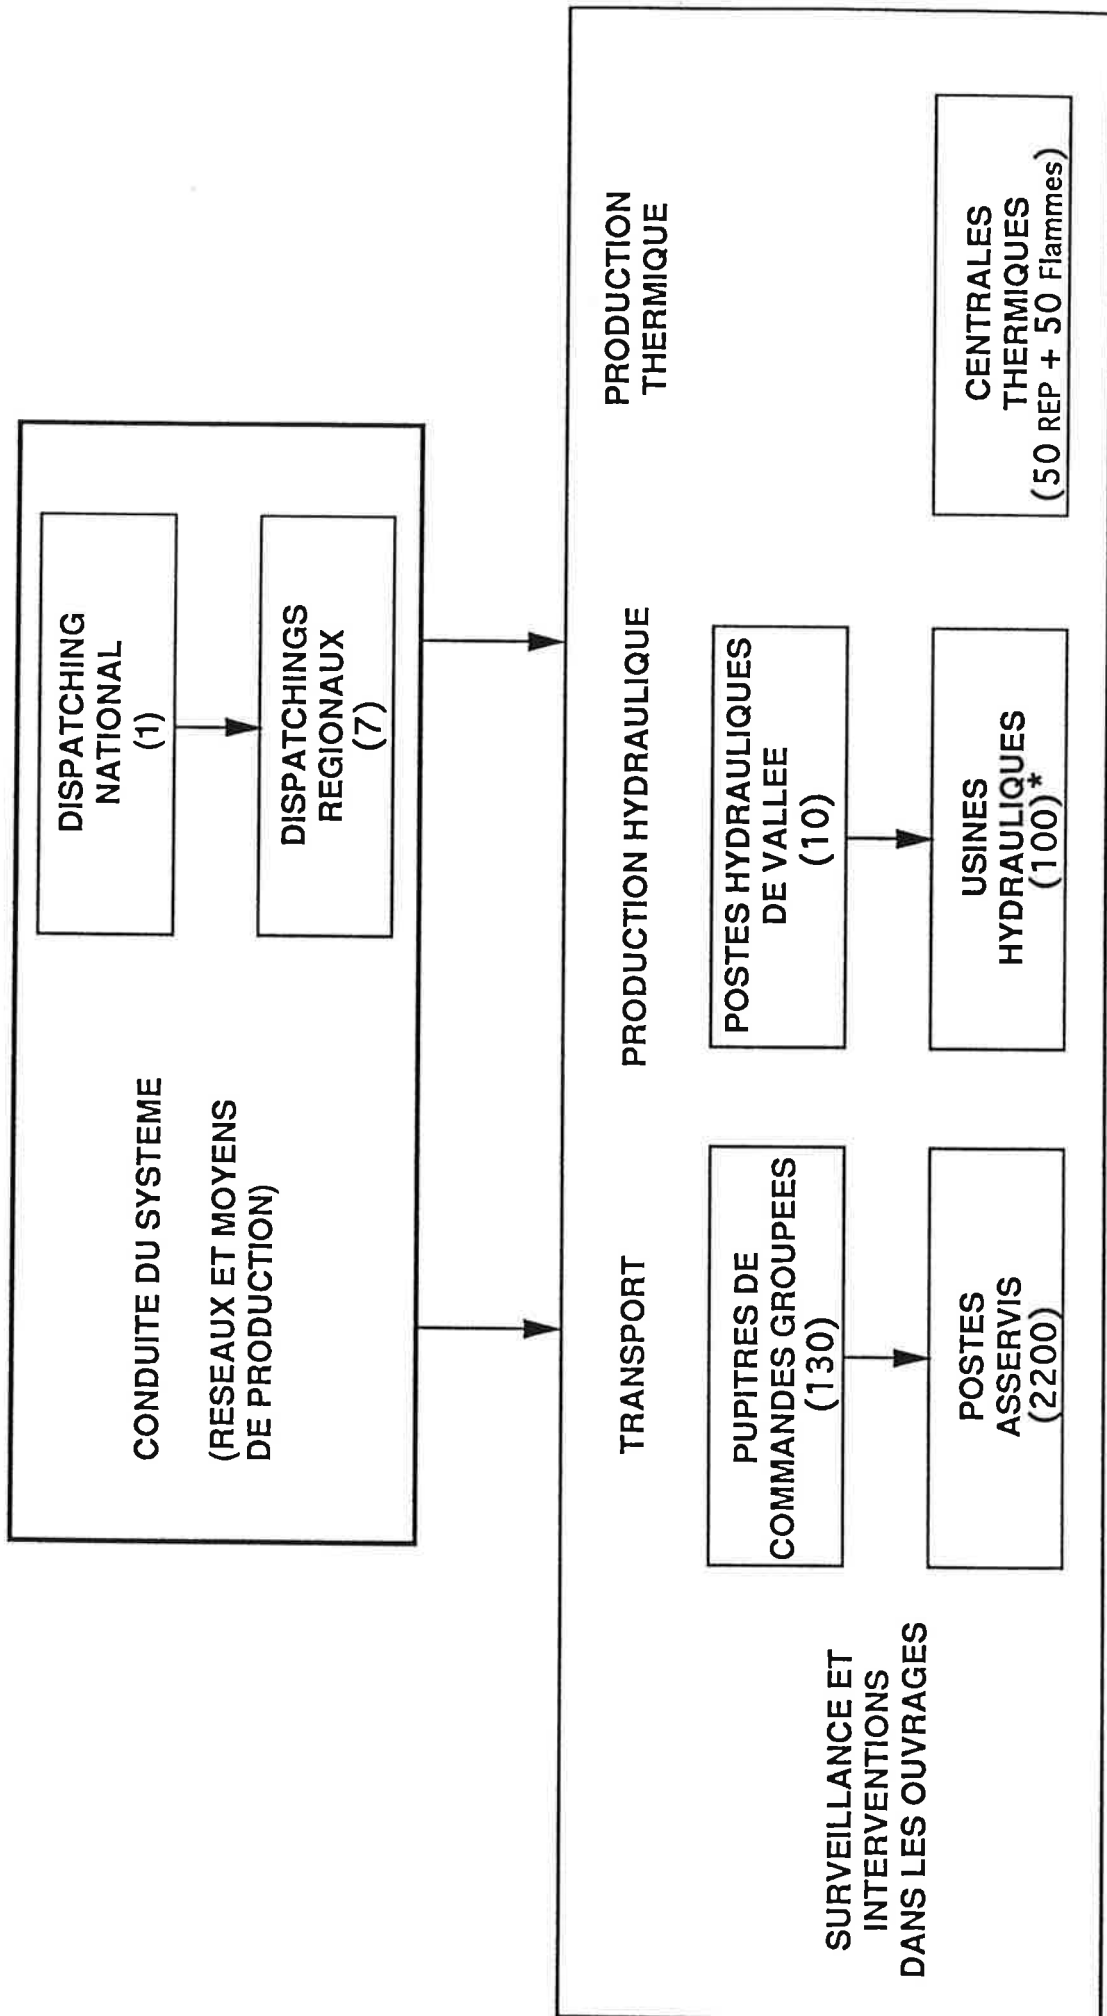 CONDUITE DU SYSTEME
(RESEAUX ET MOYENS
DE PRODUCTION)
DISPATCHING
NATIONAL
(1)
DISPATCHINGS
REGIONAUX
(7)
SURVEILLANCE ET
INTERVENTIONS
DANS LES OUVRAGES
TRANSPORT
PUPITRES DE
COMMANDES GROUPEES
(130)
POSTES
ASSERVIS
(2200)
PRODUCTION HYDRAULIQUE
POSTES HYDRAULIQUES
DE VALLEE
(10)
USINES
HYDRAULIQUES
(100)*
PRODUCTION
THERMIQUE
CENTRALES
THERMIQUES
(50 REP + 50 Flammes)